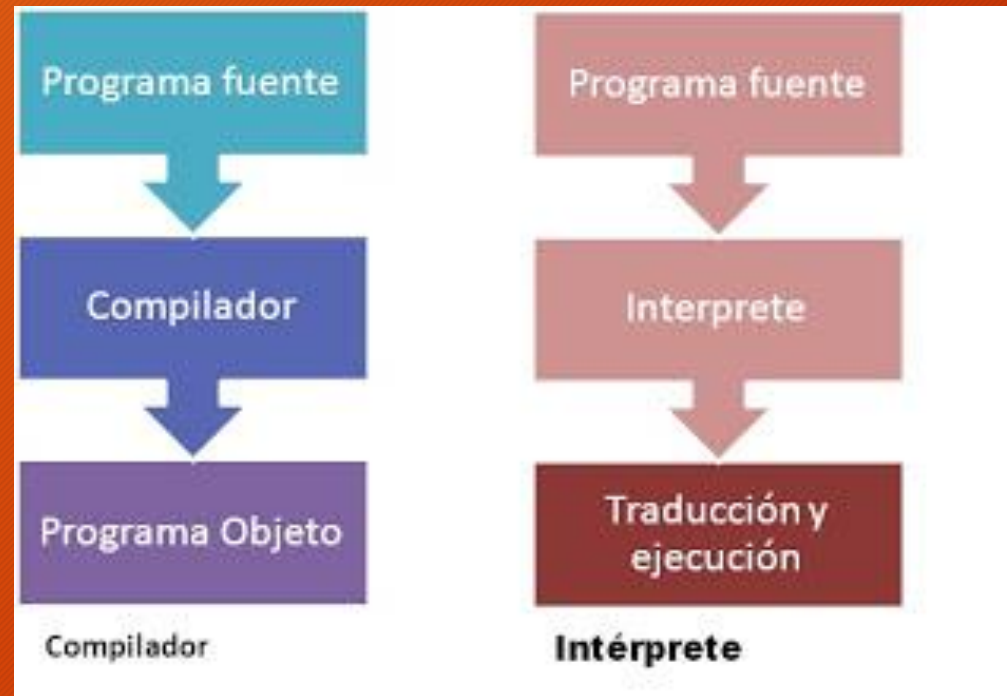 Programa fuente
Compilador
Programa Objeto
Compilador
Programa fuente
Interprete
Traducción y
ejecución
Intérprete